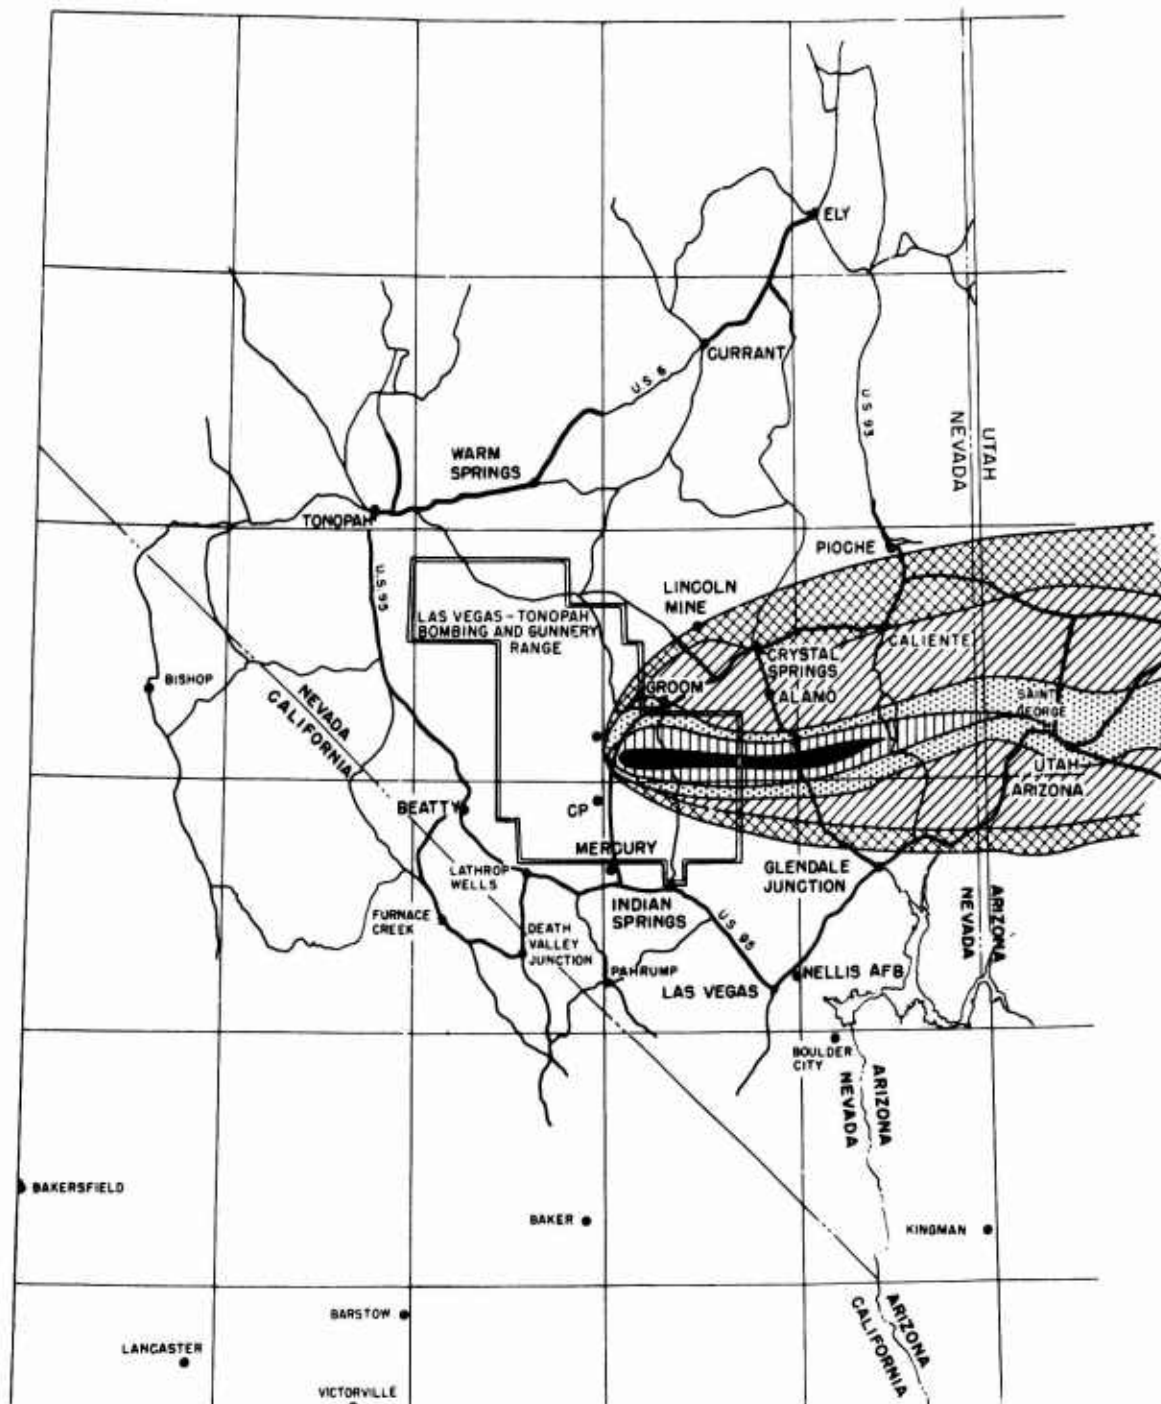 ELY
CURRANT
U.S. 6
U.S 93
UTAH
NEVADA
WARM
SPRINGS
TONOPAH
PIOCHE
U.S. 95
LINCOLN
MINE
LAS VEGAS - TONOPAH
BOMBING AND GUNNERY
RANGE
CALIENTE
CRYSTAL
SPRINGS
BISHOP
GROOM
ALAMO
SAINT
GEORGE
NEVADA
CALIFORNIA
UTAH
ARIZONA
BEATTY
CP
MERCURY
LATHROP
WELLS
GLENDALE
JUNCTION
INDIAN
SPRINGS
ARIZONA
NEVADA
FURNACE
CREEK
DEATH
VALLEY
JUNCTION
U.S. 95
PAHRUMP
NELLIS AFB
LAS VEGAS
BOULDER
CITY
ARIZONA
NEVADA
BAKERSFIELD
BAKER
KINGMAN
BARSTOW
ARIZONA
CALIFORNIA
LANCASTER
VICTORVILLE